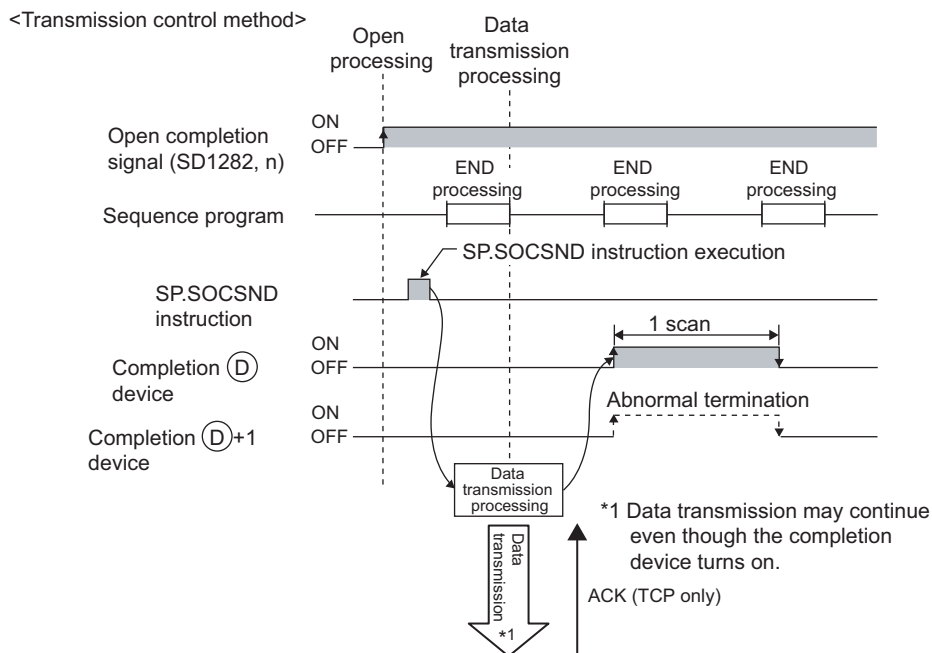 <Transmission control method>
Open
processing
Data
transmission
processing
Open completion
signal (SD1282, n)
ON
OFF
END
processing
END
processing
END
processing
Sequence program
SP.SOCSND instruction execution
SP.SOCSND
instruction
1 scan
Completion D
device
ON
OFF
Abnormal termination
Completion D+1
device
ON
OFF
Data
transmission
processing
*1 Data transmission may continue
even though the completion
device turns on.
Data
transmission
*1
ACK (TCP only)